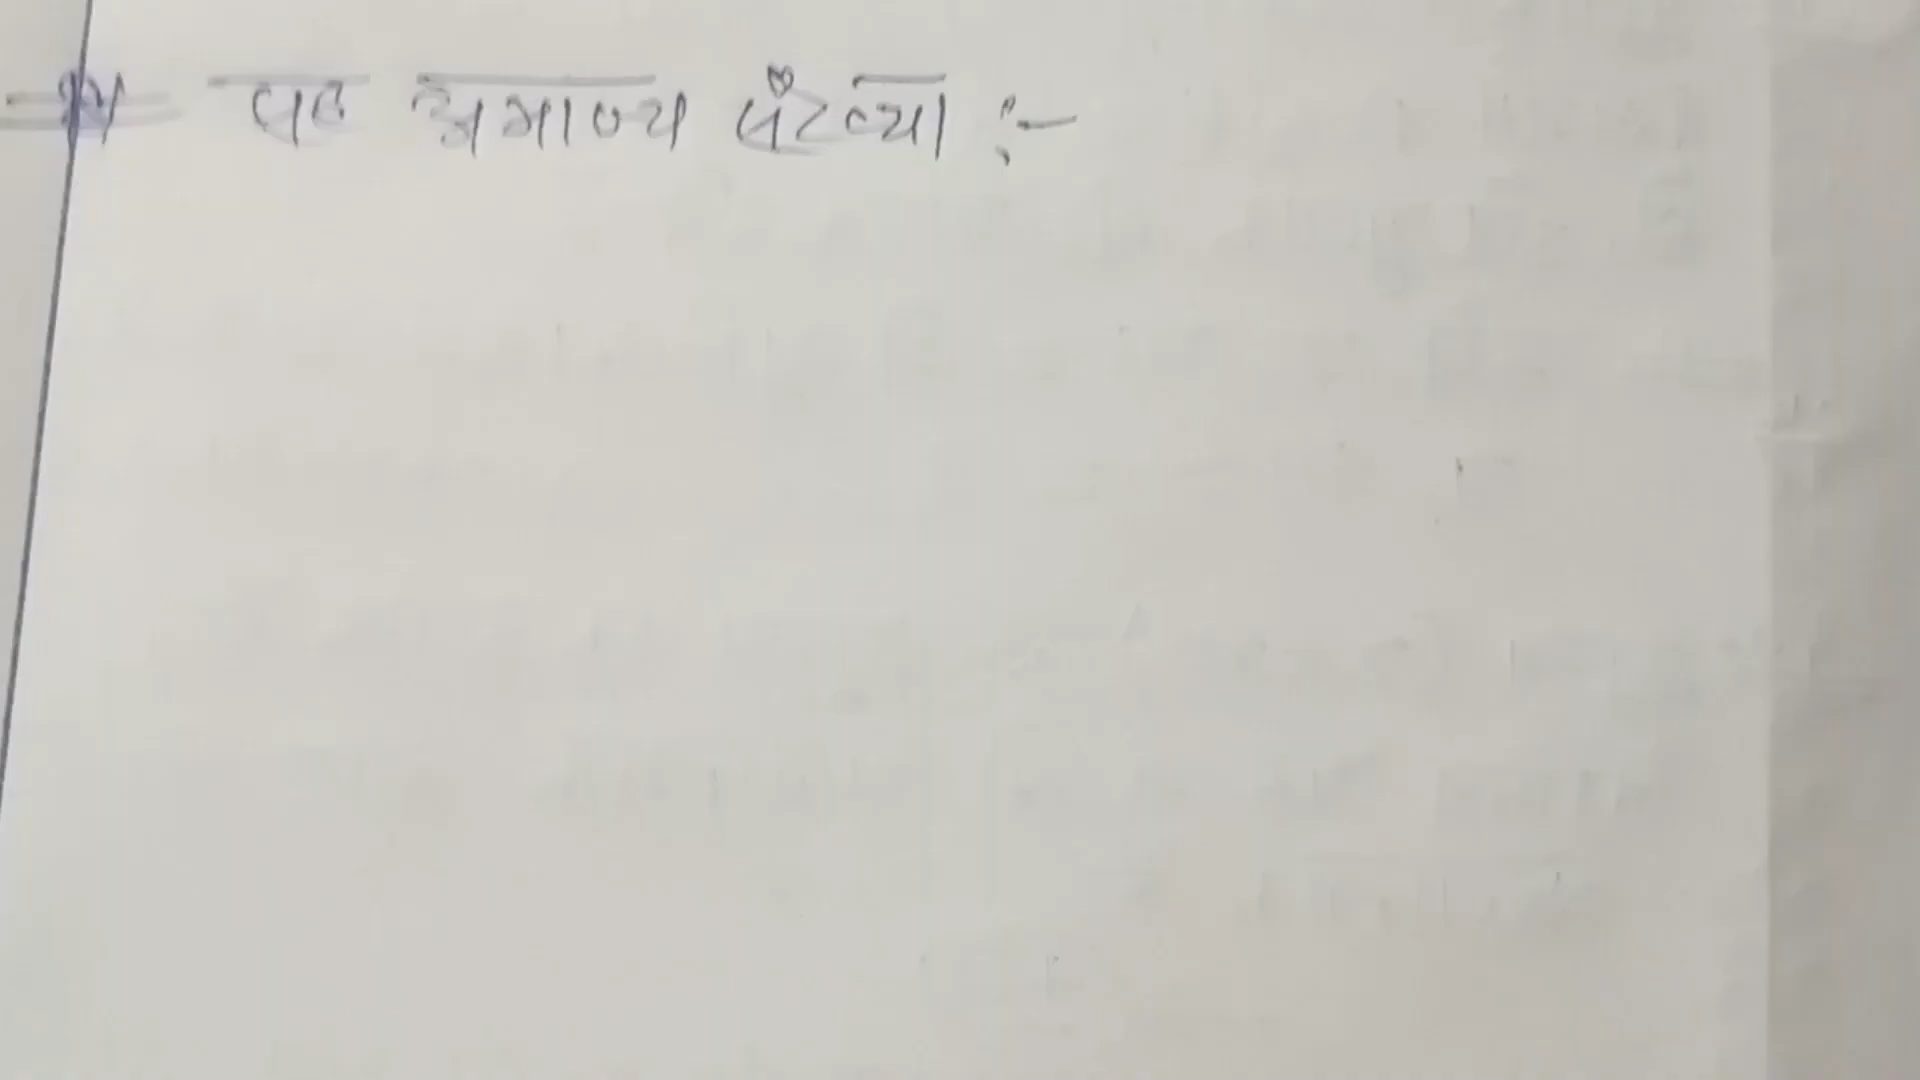 सह अभाज्य संख्या :-